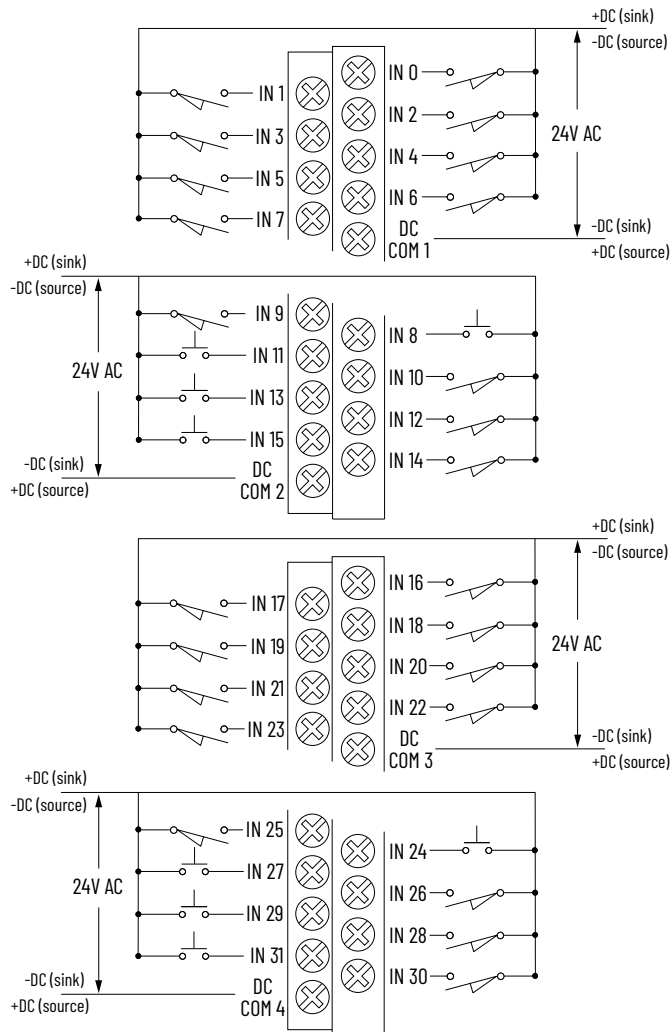 +DC (sink)
-DC (source)
IN 0
IN 1
IN 2
IN 3
24V AC
IN 4
IN 5
IN 6
IN 7
DC
COM 1
-DC (sink)
+DC (source)
+DC (sink)
-DC (source)
IN 9
IN 8
IN 11
24V AC
IN 10
IN 13
IN 12
IN 15
IN 14
-DC (sink)
+DC (source)
DC
COM 2
+DC (sink)
-DC (source)
IN 16
IN 17
IN 18
IN 19
24V AC
IN 20
IN 21
IN 22
IN 23
DC
COM 3
-DC (sink)
+DC (source)
+DC (sink)
-DC (source)
IN 25
IN 24
IN 27
24V AC
IN 26
IN 29
IN 28
IN 31
IN 30
-DC (sink)
+DC (source)
DC
COM 4